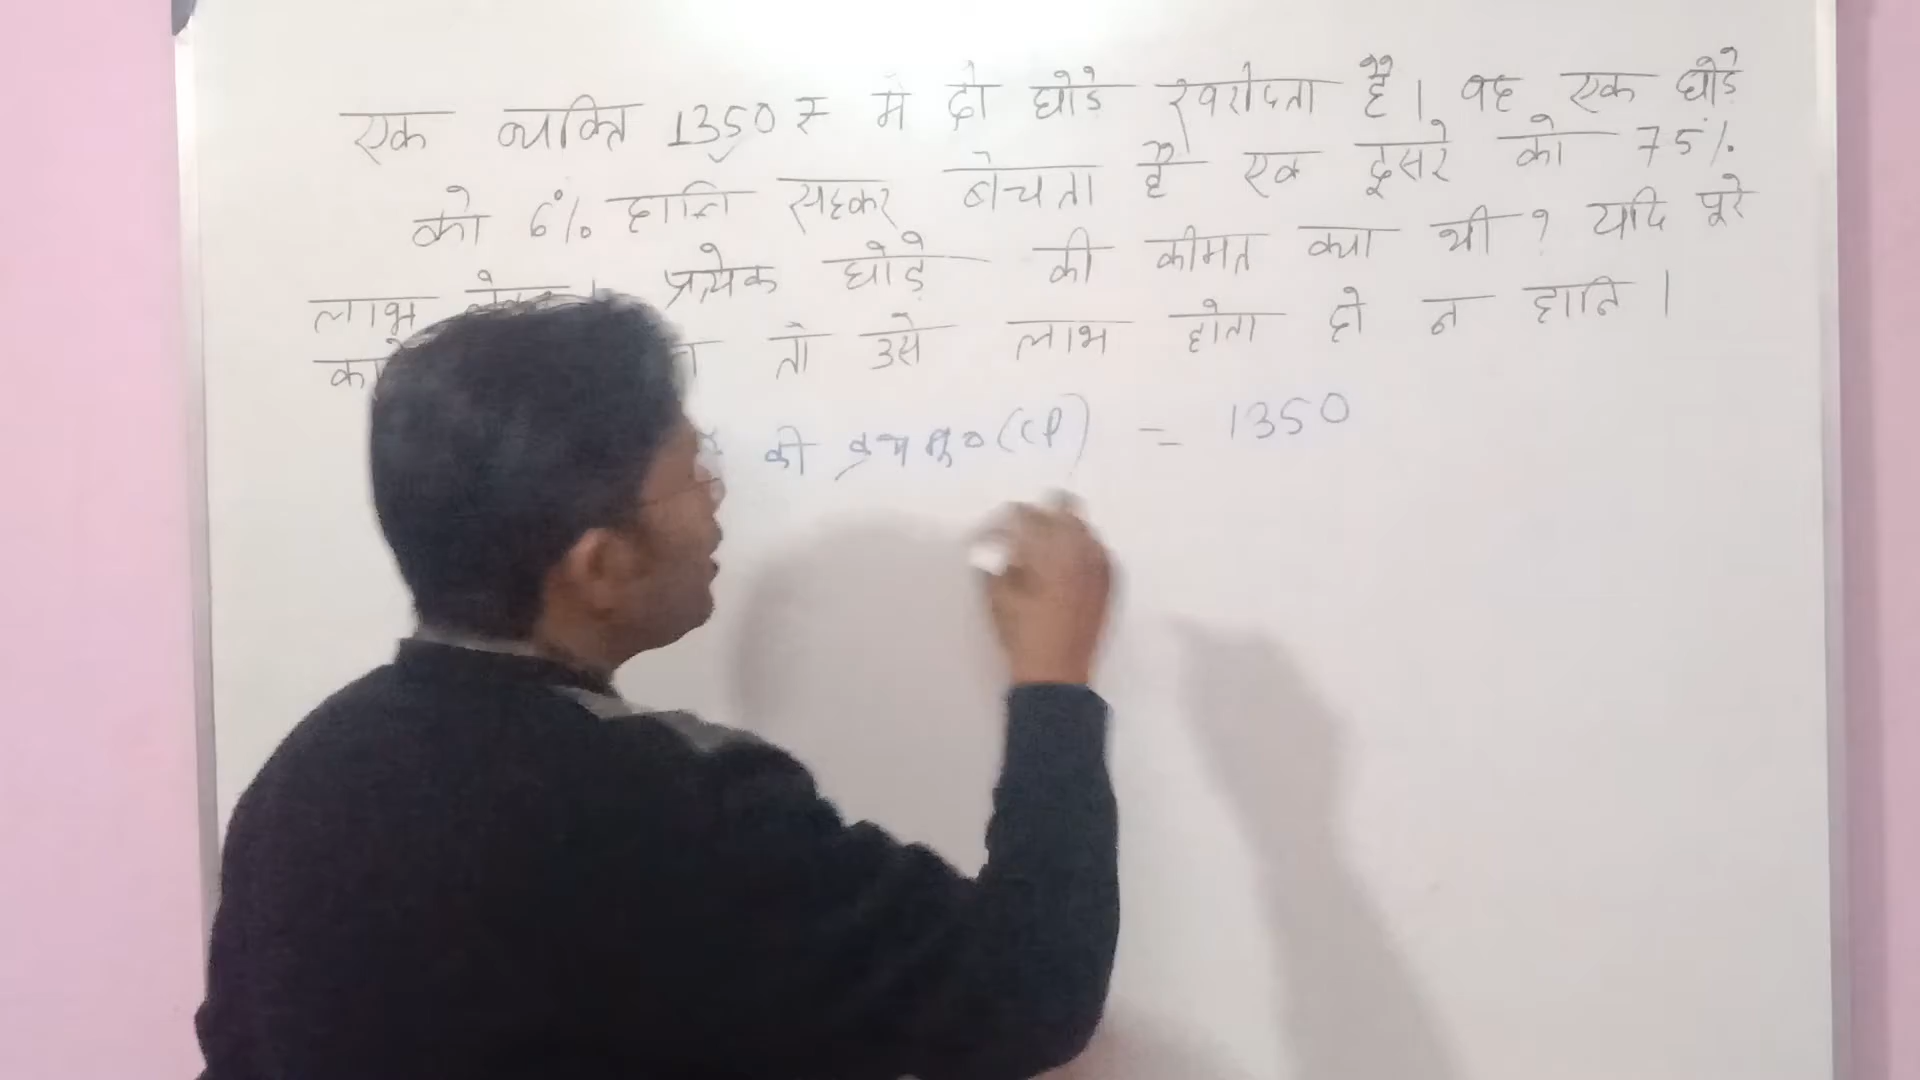 एक व्यक्ति 1350 ₹ में दो घोड़े खरीदता है। वह एक घोड़े
को 6% हानि सहकर बेचता है एक दूसरे को 75%
लाभ प्रत्येक घोड़े की कीमत क्या थी ? यदि पूरे
तो उसे लाभ होता हो न हानि ।
की क्रय मू० (CP) = 1350